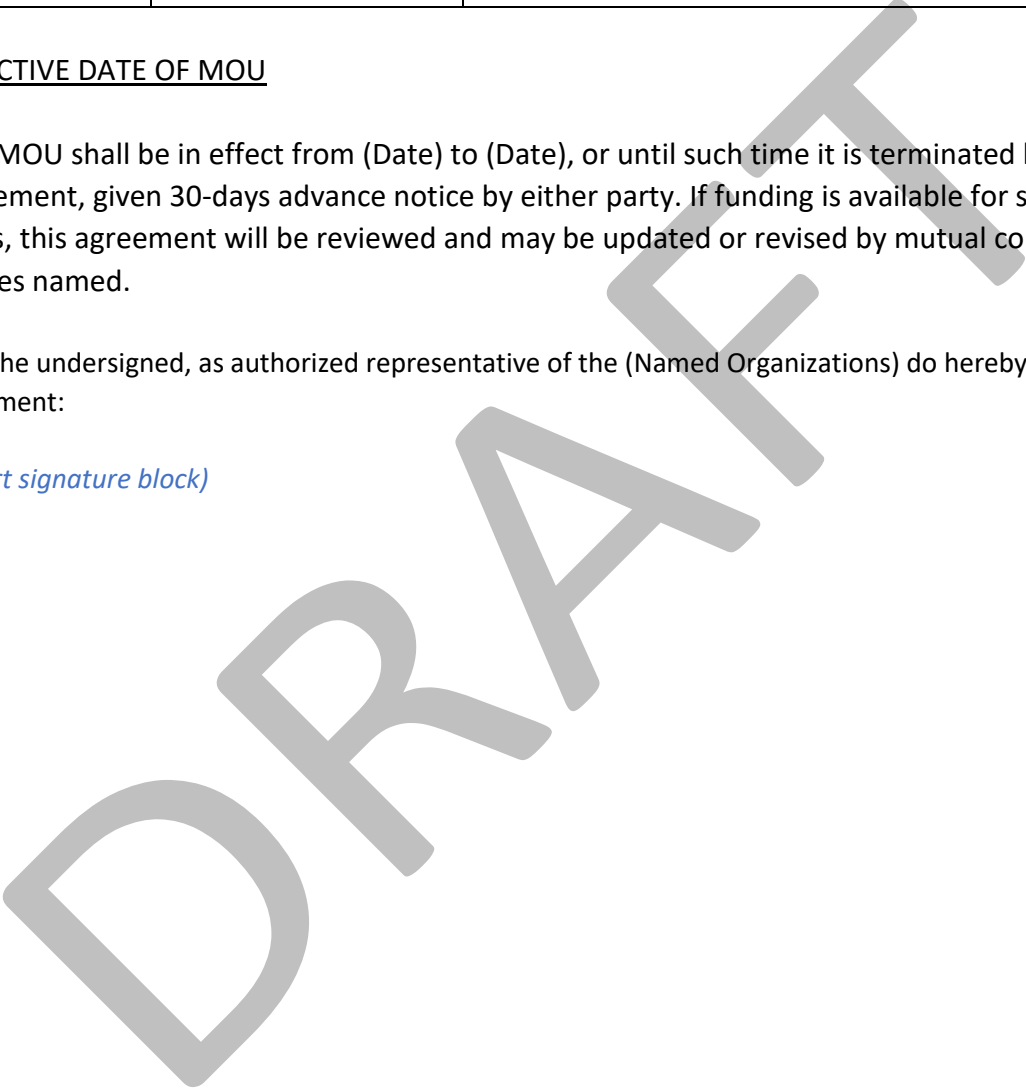 CTIVE DATE OF MOU
MOU shall be in effect from (Date) to (Date), or until such time it is terminated
ement, given 30-days advance notice by either party. If funding is available for s
s, this agreement will be reviewed and may be updated or revised by mutual co
es named.
he undersigned, as authorized representative of the (Named Organizations) do hereby
ment:
t signature block)
DRAFT